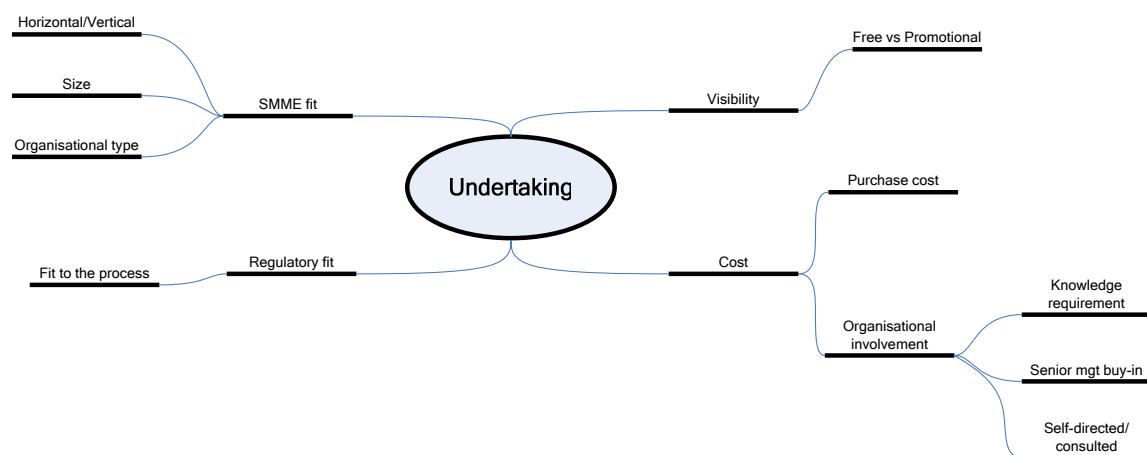 Horizontal/Vertical
Size
Organisational type
SMME fit
Fit to the process
Regulatory fit
Undertaking
Visibility
Free vs Promotional
Cost
Purchase cost
Organisational
involvement
Knowledge
requirement
Senior mgt buy-in
Self-directed/
consulted